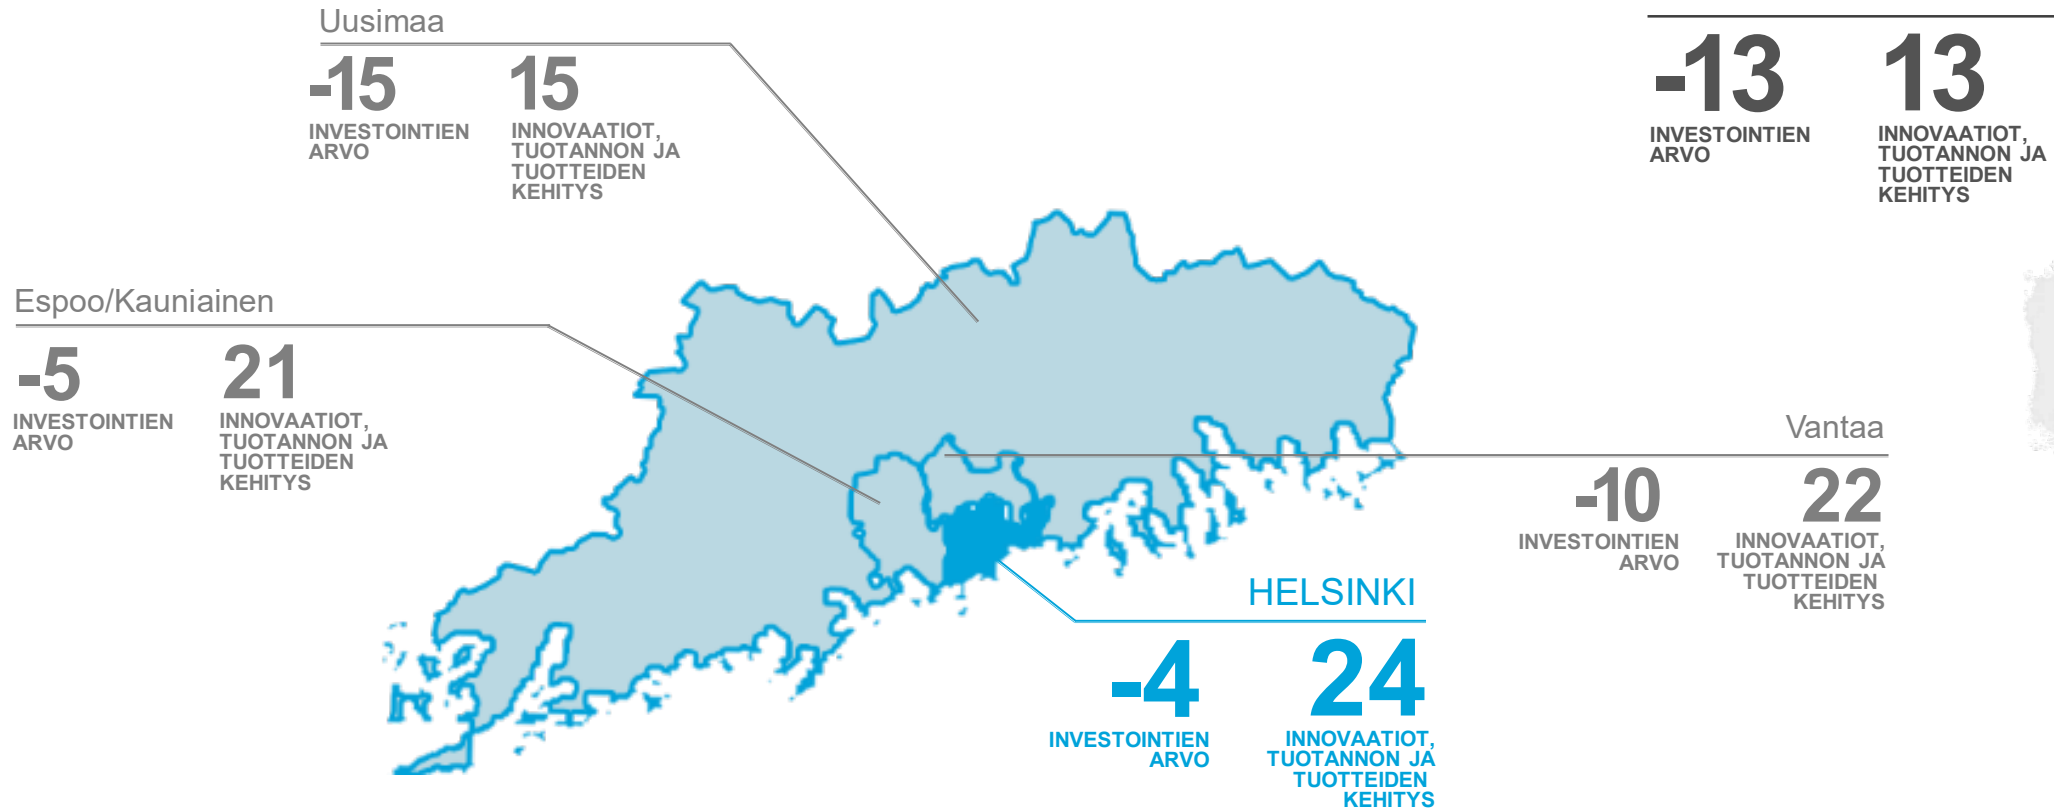 Uusimaa
-15
15
INVESTOINTIEN
ARVO
INNOVAATIOT,
TUOTANNON JA
TUOTTEIDEN
KEHITYS
-13
13
INVESTOINTIEN
ARVO
INNOVAATIOT,
TUOTANNON JA
TUOTTEIDEN
KEHITYS
Espoo/Kauniainen
-5
21
INVESTOINTIEN
ARVO
INNOVAATIOT,
TUOTANNON JA
TUOTTEIDEN
KEHITYS
Vantaa
-10
22
INVESTOINTIEN
ARVO
INNOVAATIOT,
TUOTANNON JA
TUOTTEIDEN
KEHITYS
HELSINKI
-4
24
INVESTOINTIEN
ARVO
INNOVAATIOT,
TUOTANNON JA
TUOTTEIDEN
KEHITYS